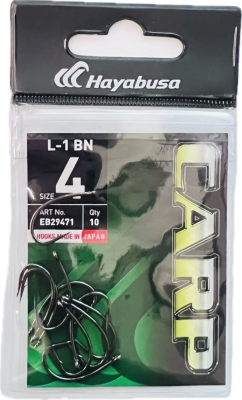 Hayabusa
L-1 BN
4
SIZE
ART No. Qty
EB29471 10
HOOKS MADE IN JAPAN
CARP